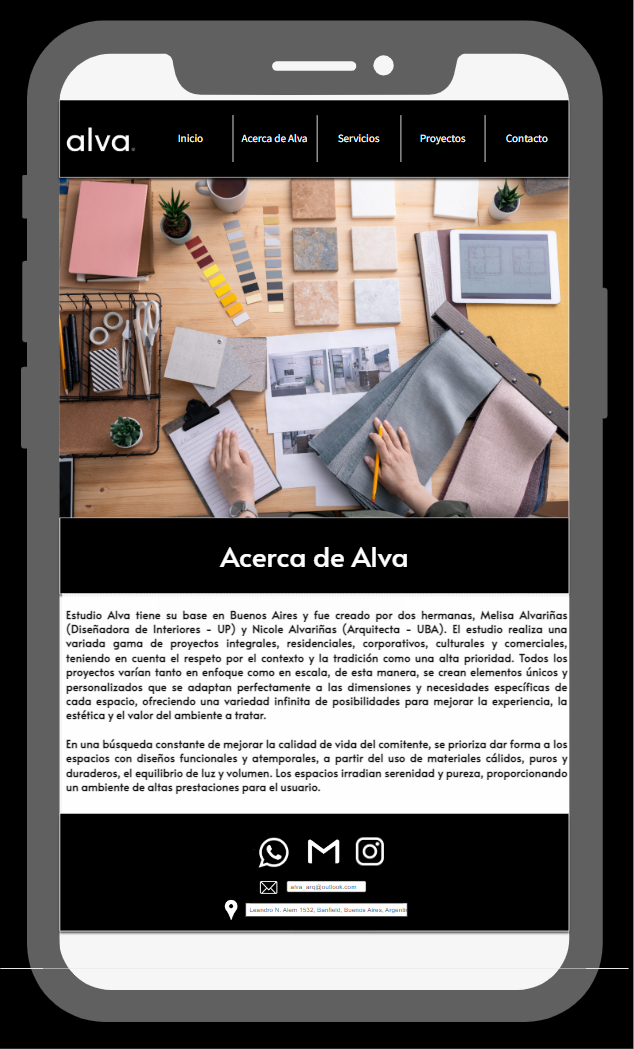 alva.
Inicio
Acerca de Alva
Servicios
Proyectos
Contacto
Acerca de Alva
Estudio Alva tiene su base en Buenos Aires y fue creado por dos hermanas, Melisa Alvariñas
(Diseñadora de Interiores - UP) y Nicole Alvariñas (Arquitecta - UBA). El estudio realiza una
variada gama de proyectos integrales, residenciales, corporativos, culturales y comerciales,
teniendo en cuenta el respeto por el contexto y la tradición como una alta prioridad. Todos los
proyectos varían tanto en enfoque como en escala, de esta manera, se crean elementos únicos y
personalizados que se adaptan perfectamente a las dimensiones y necesidades específicas de
cada espacio, ofreciendo una variedad infinita de posibilidades para mejorar la experiencia, la
estética y el valor del ambiente a tratar.
En una búsqueda constante de mejorar la calidad de vida del comitente, se prioriza dar forma a los
espacios con diseños funcionales y atemporales, a partir del uso de materiales cálidos, puros y
duraderos, el equilibrio de luz y volumen. Los espacios irradian serenidad y pureza, proporcionando
un ambiente de altas prestaciones para el usuario.
alva_arq@outlook.com
Leandro N. Alem 1532, Banfield, Buenos Aires, Argenti